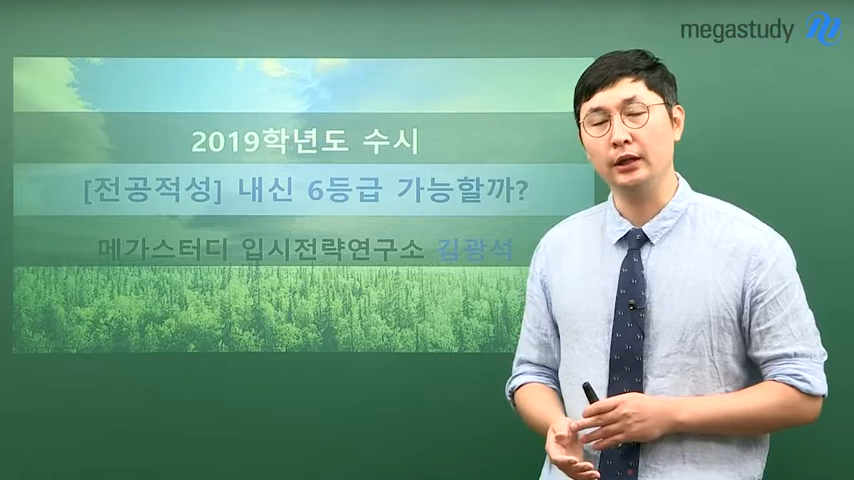 megastudy
2019학년도 수시
[전공적성] 내신 6등급 가능할까?
메가스터디 입시전략연구소 김광석